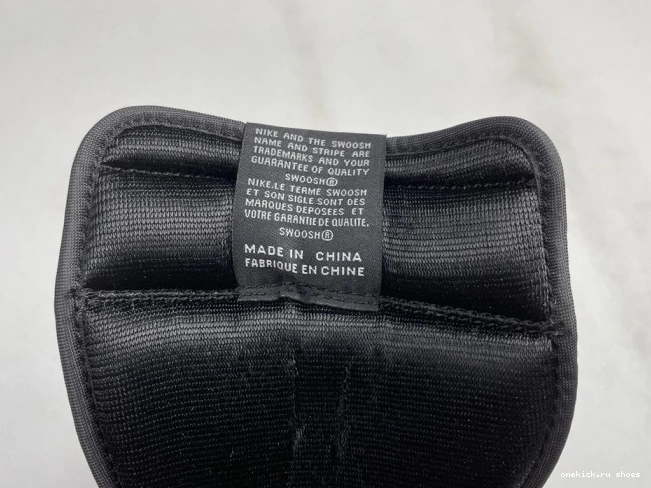 NIKE AND THE SWOOSH
NAME AND STRIPE ARE
TRADEMARKS AND YOUR
GUARANTEE OF QUALITY
SWOOSH®
NIKE.LE TERME SWOOSH
ET SON SIGLE SONT DES
MARQUES DEPOSEES ET
VOTRE GARANTIE DE QUALITE.
SWOOSH®
MADE IN CHINA
FABRIQUE EN CHINE
onekich.ru shoes